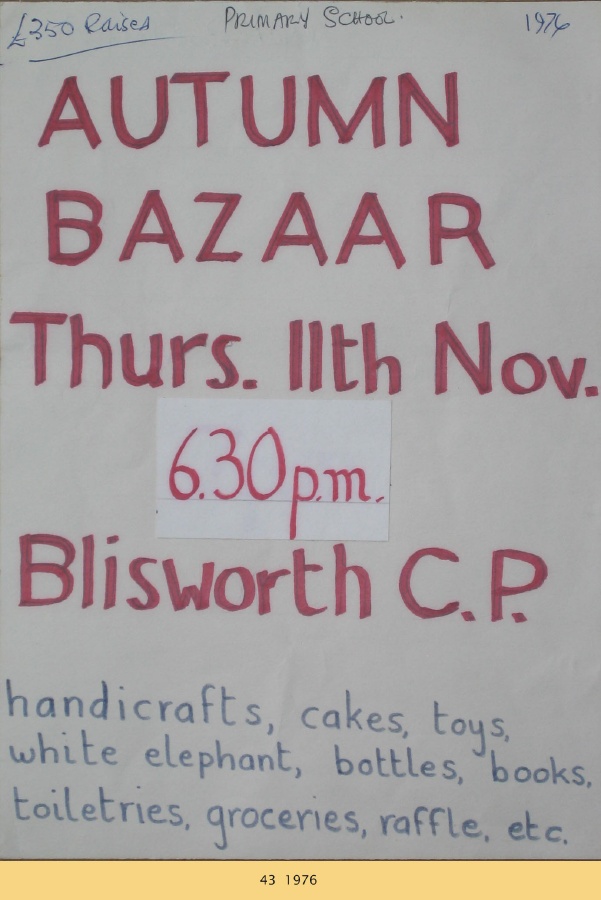 £350 Raised PRIMARY SCHOOL. 1976
AUTUMN
BAZAAR
Thurs. 11th Nov.
6.30 p.m.
Blisworth C.P.
handicrafts, cakes, toys,
white elephant, bottles, books,
toiletries, groceries, raffle, etc.
43 1976